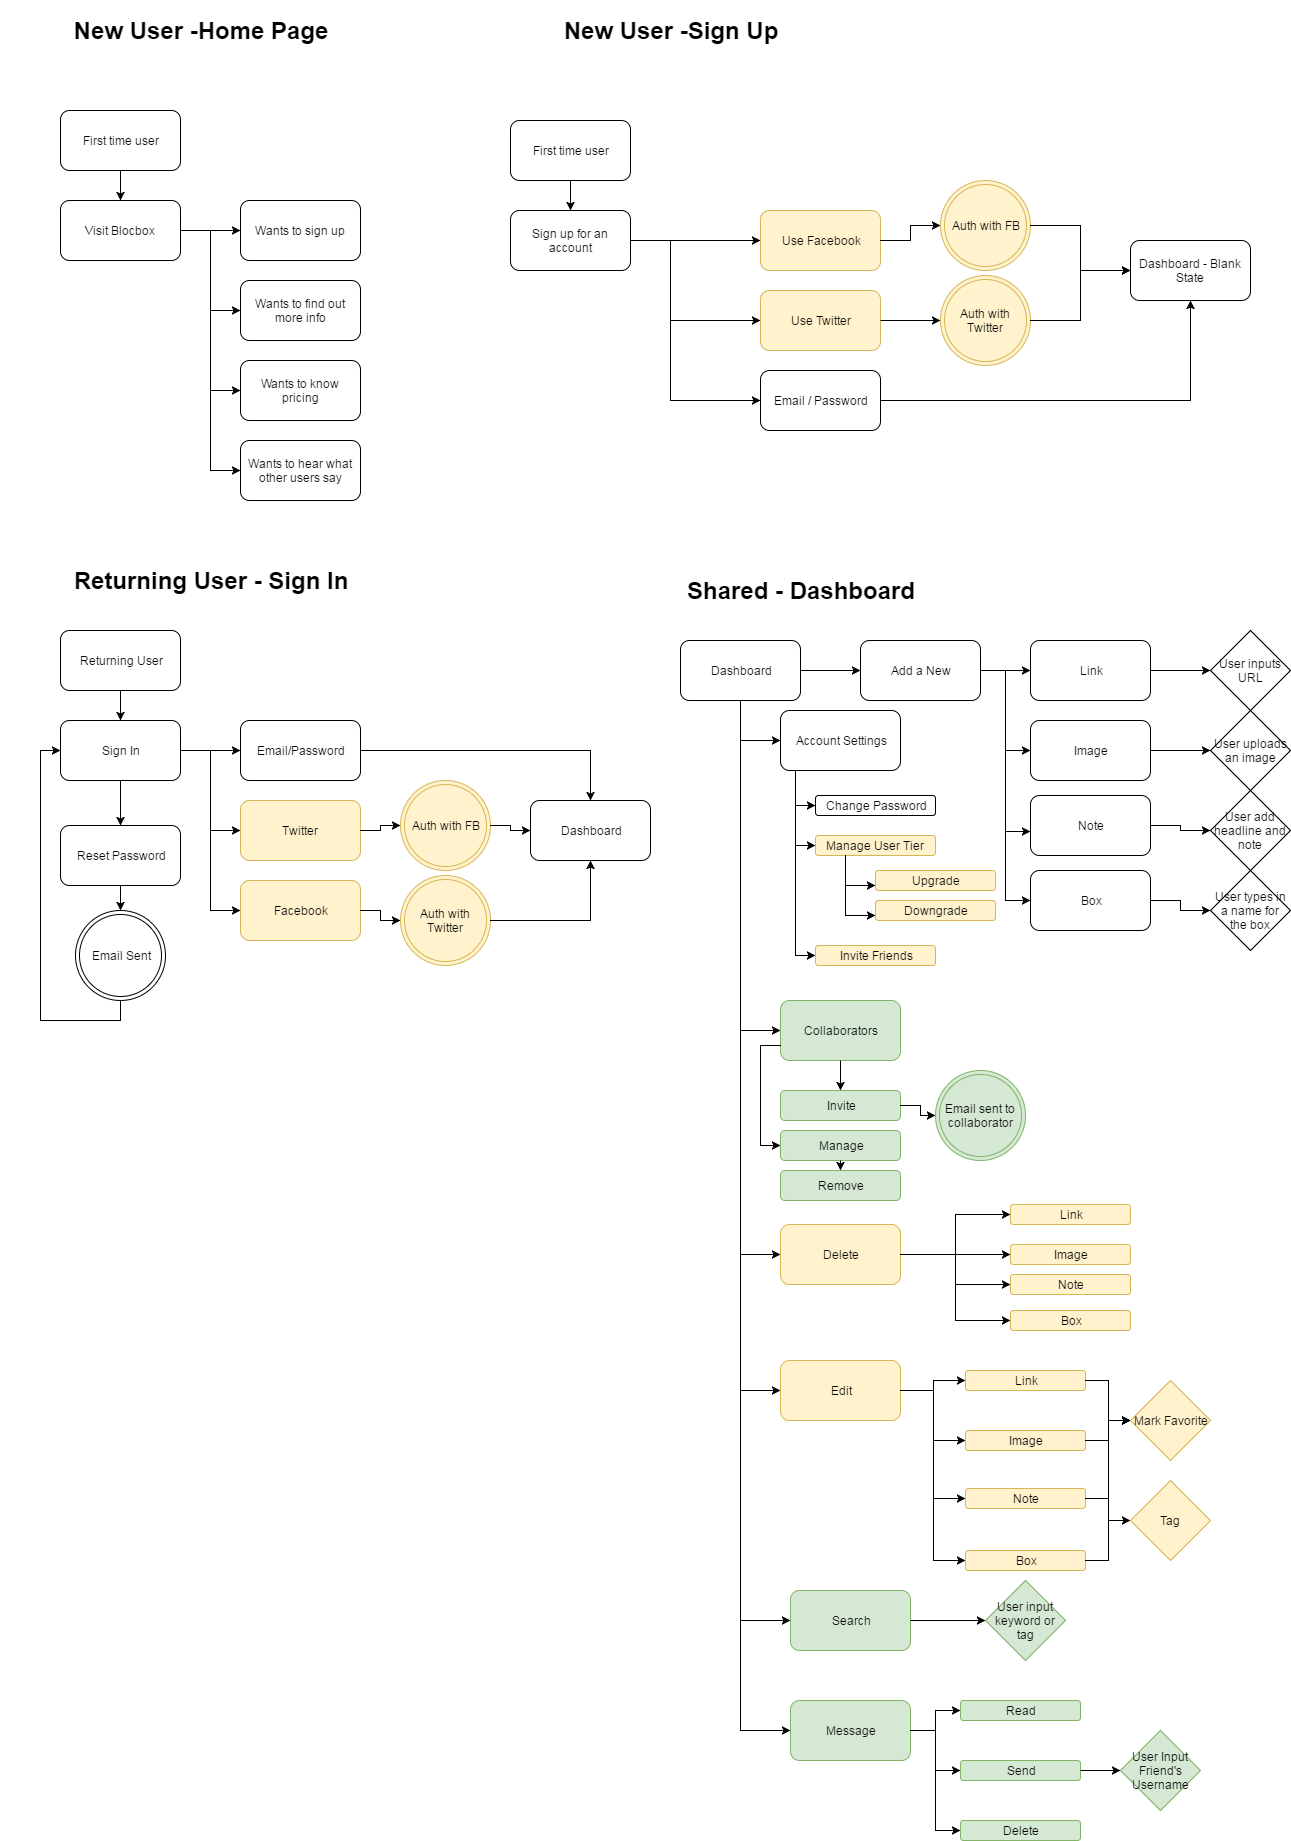 New User -Home Page
First time user
Visit Blocbox
Wants to sign up
Wants to find out
more info
Wants to know
pricing
Wants to hear what
other users say
New User -Sign Up
First time user
Sign up for an
account
Use Facebook
Auth with FB
Use Twitter
Auth with
Twitter
Email / Password
Dashboard - Blank
State
Returning User - Sign In
Returning User
Sign In
Reset Password
Email Sent
Email/Password
Twitter
Auth with FB
Facebook
Auth with
Twitter
Dashboard
Shared - Dashboard
Dashboard
Add a New
Link
User inputs
URL
Image
User uploads
an image
Note
User add
headline and
note
Box
User types in
a name for
the box
Account Settings
Change Password
Manage User Tier
Upgrade
Downgrade
Invite Friends
Collaborators
Invite
Email sent to
collaborator
Manage
Remove
Delete
Link
Image
Note
Box
Edit
Link
Image
Note
Box
Mark Favorite
Tag
Search
User input
keyword or
tag
Message
Read
Send
User Input
Friend's
Username
Delete